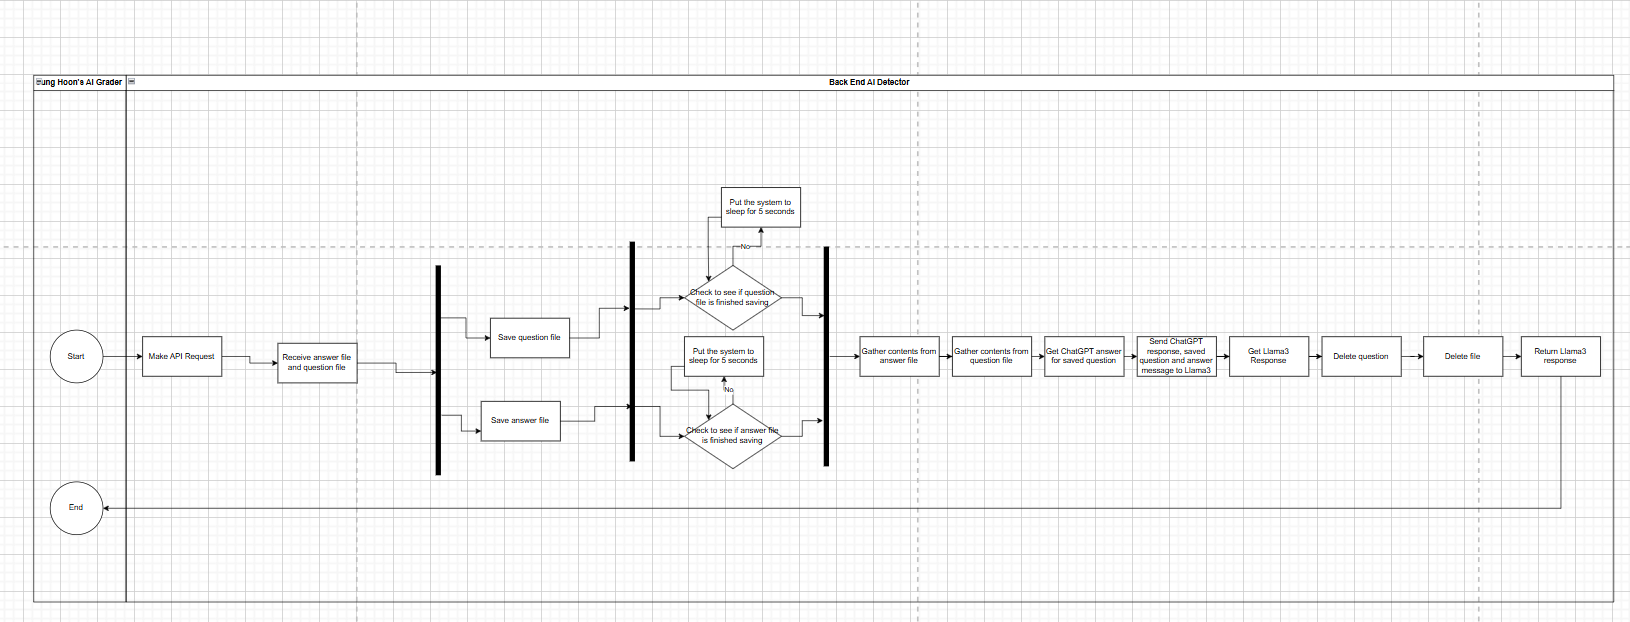 ung Hoon's AI Grader
Back End AI Detector
Put the system to
sleep for 5 seconds
No
Check to see if question
file is finished saving
Start
Make API Request
Receive answer file
and question file
Save question file
Save answer file
Put the system to
sleep for 5 seconds
No
Check to see if answer file
is finished saving
Gather contents from
answer file
Gather contents from
question file
Get ChatGPT answer
for saved question
Send ChatGPT
response, saved
question and answer
message to Llama3
Get Llama3
Response
Delete question
Delete file
Return Llama3
response
End